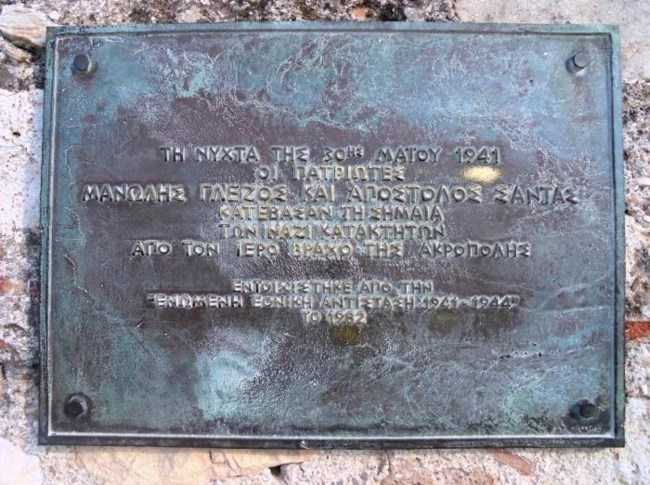 ΤΗ ΝΥΧΤΑ ΤΗΣ 30ης ΜΑΪΟΥ 1941
ΟΙ ΠΑΤΡΙΩΤΕΣ
ΜΑΝΩΛΗΣ ΓΛΕΖΟΣ ΚΑΙ ΑΠΟΣΤΟΛΟΣ ΣΑΝΤΑΣ
ΚΑΤΕΒΑΣΑΝ ΤΗ ΣΗΜΑΙΑ
ΤΩΝ ΝΑΖΙ ΚΑΤΑΚΤΗΤΩΝ
ΑΠΟ ΤΟΝ ΙΕΡΟ ΒΡΑΧΟ ΤΗΣ ΑΚΡΟΠΟΛΗΣ
ΕΝΤΟΙΧΙΣΤΗΚΕ ΑΠΟ ΤΗΝ
"ΕΝΩΜΕΝΗ ΕΘΝΙΚΗ ΑΝΤΙΣΤΑΣΗ 1941-1944"
ΤΟ 1982